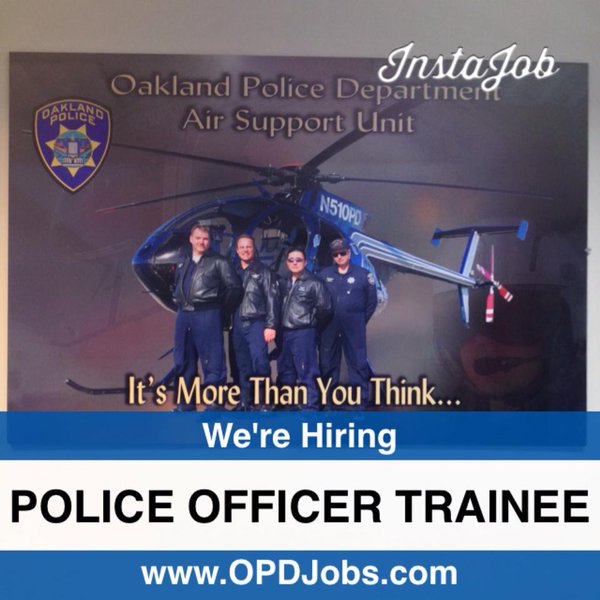 InstaJob
Oakland Police Department
Air Support Unit
OAKLAND
POLICE
N510PD
It's More Than You Think...
We're Hiring
POLICE OFFICER TRAINEE
www.OPDJobs.com